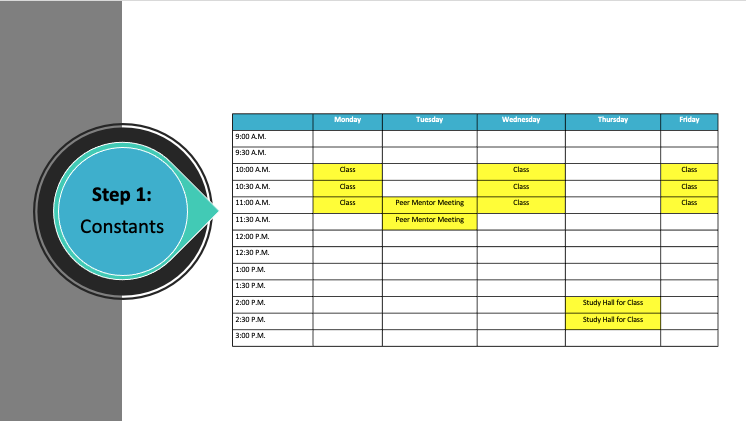 Step 1:
Constants
Monday Tuesday Wednesday Thursday Friday
9:00 A.M.
9:30 A.M.
10:00 A.M. Class Class Class
10:30 A.M. Class Class Class
11:00 A.M. Class Peer Mentor Meeting Class Class
11:30 A.M. Peer Mentor Meeting
12:00 P.M.
12:30 P.M.
1:00 P.M.
1:30 P.M.
2:00 P.M. Study Hall for Class
2:30 P.M. Study Hall for Class
3:00 P.M.